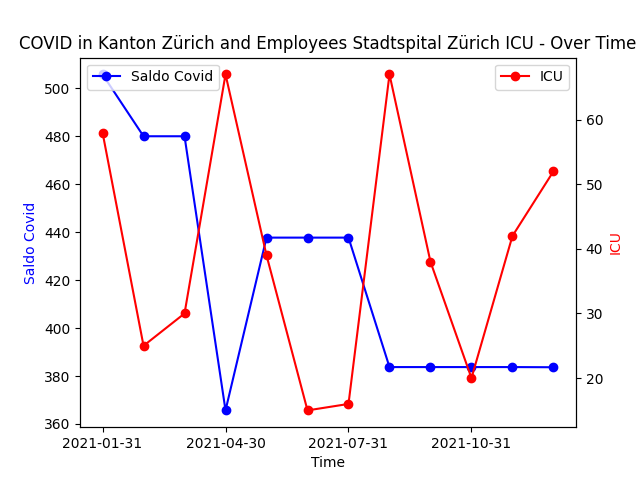 COVID in Kanton Zürich and Employees Stadtspital Zürich ICU - Over Time
Saldo Covid
ICU
500
480
460
440
420
400
380
360
Saldo Covid
60
50
40
30
20
ICU
2021-01-31
2021-04-30
2021-07-31
2021-10-31
Time